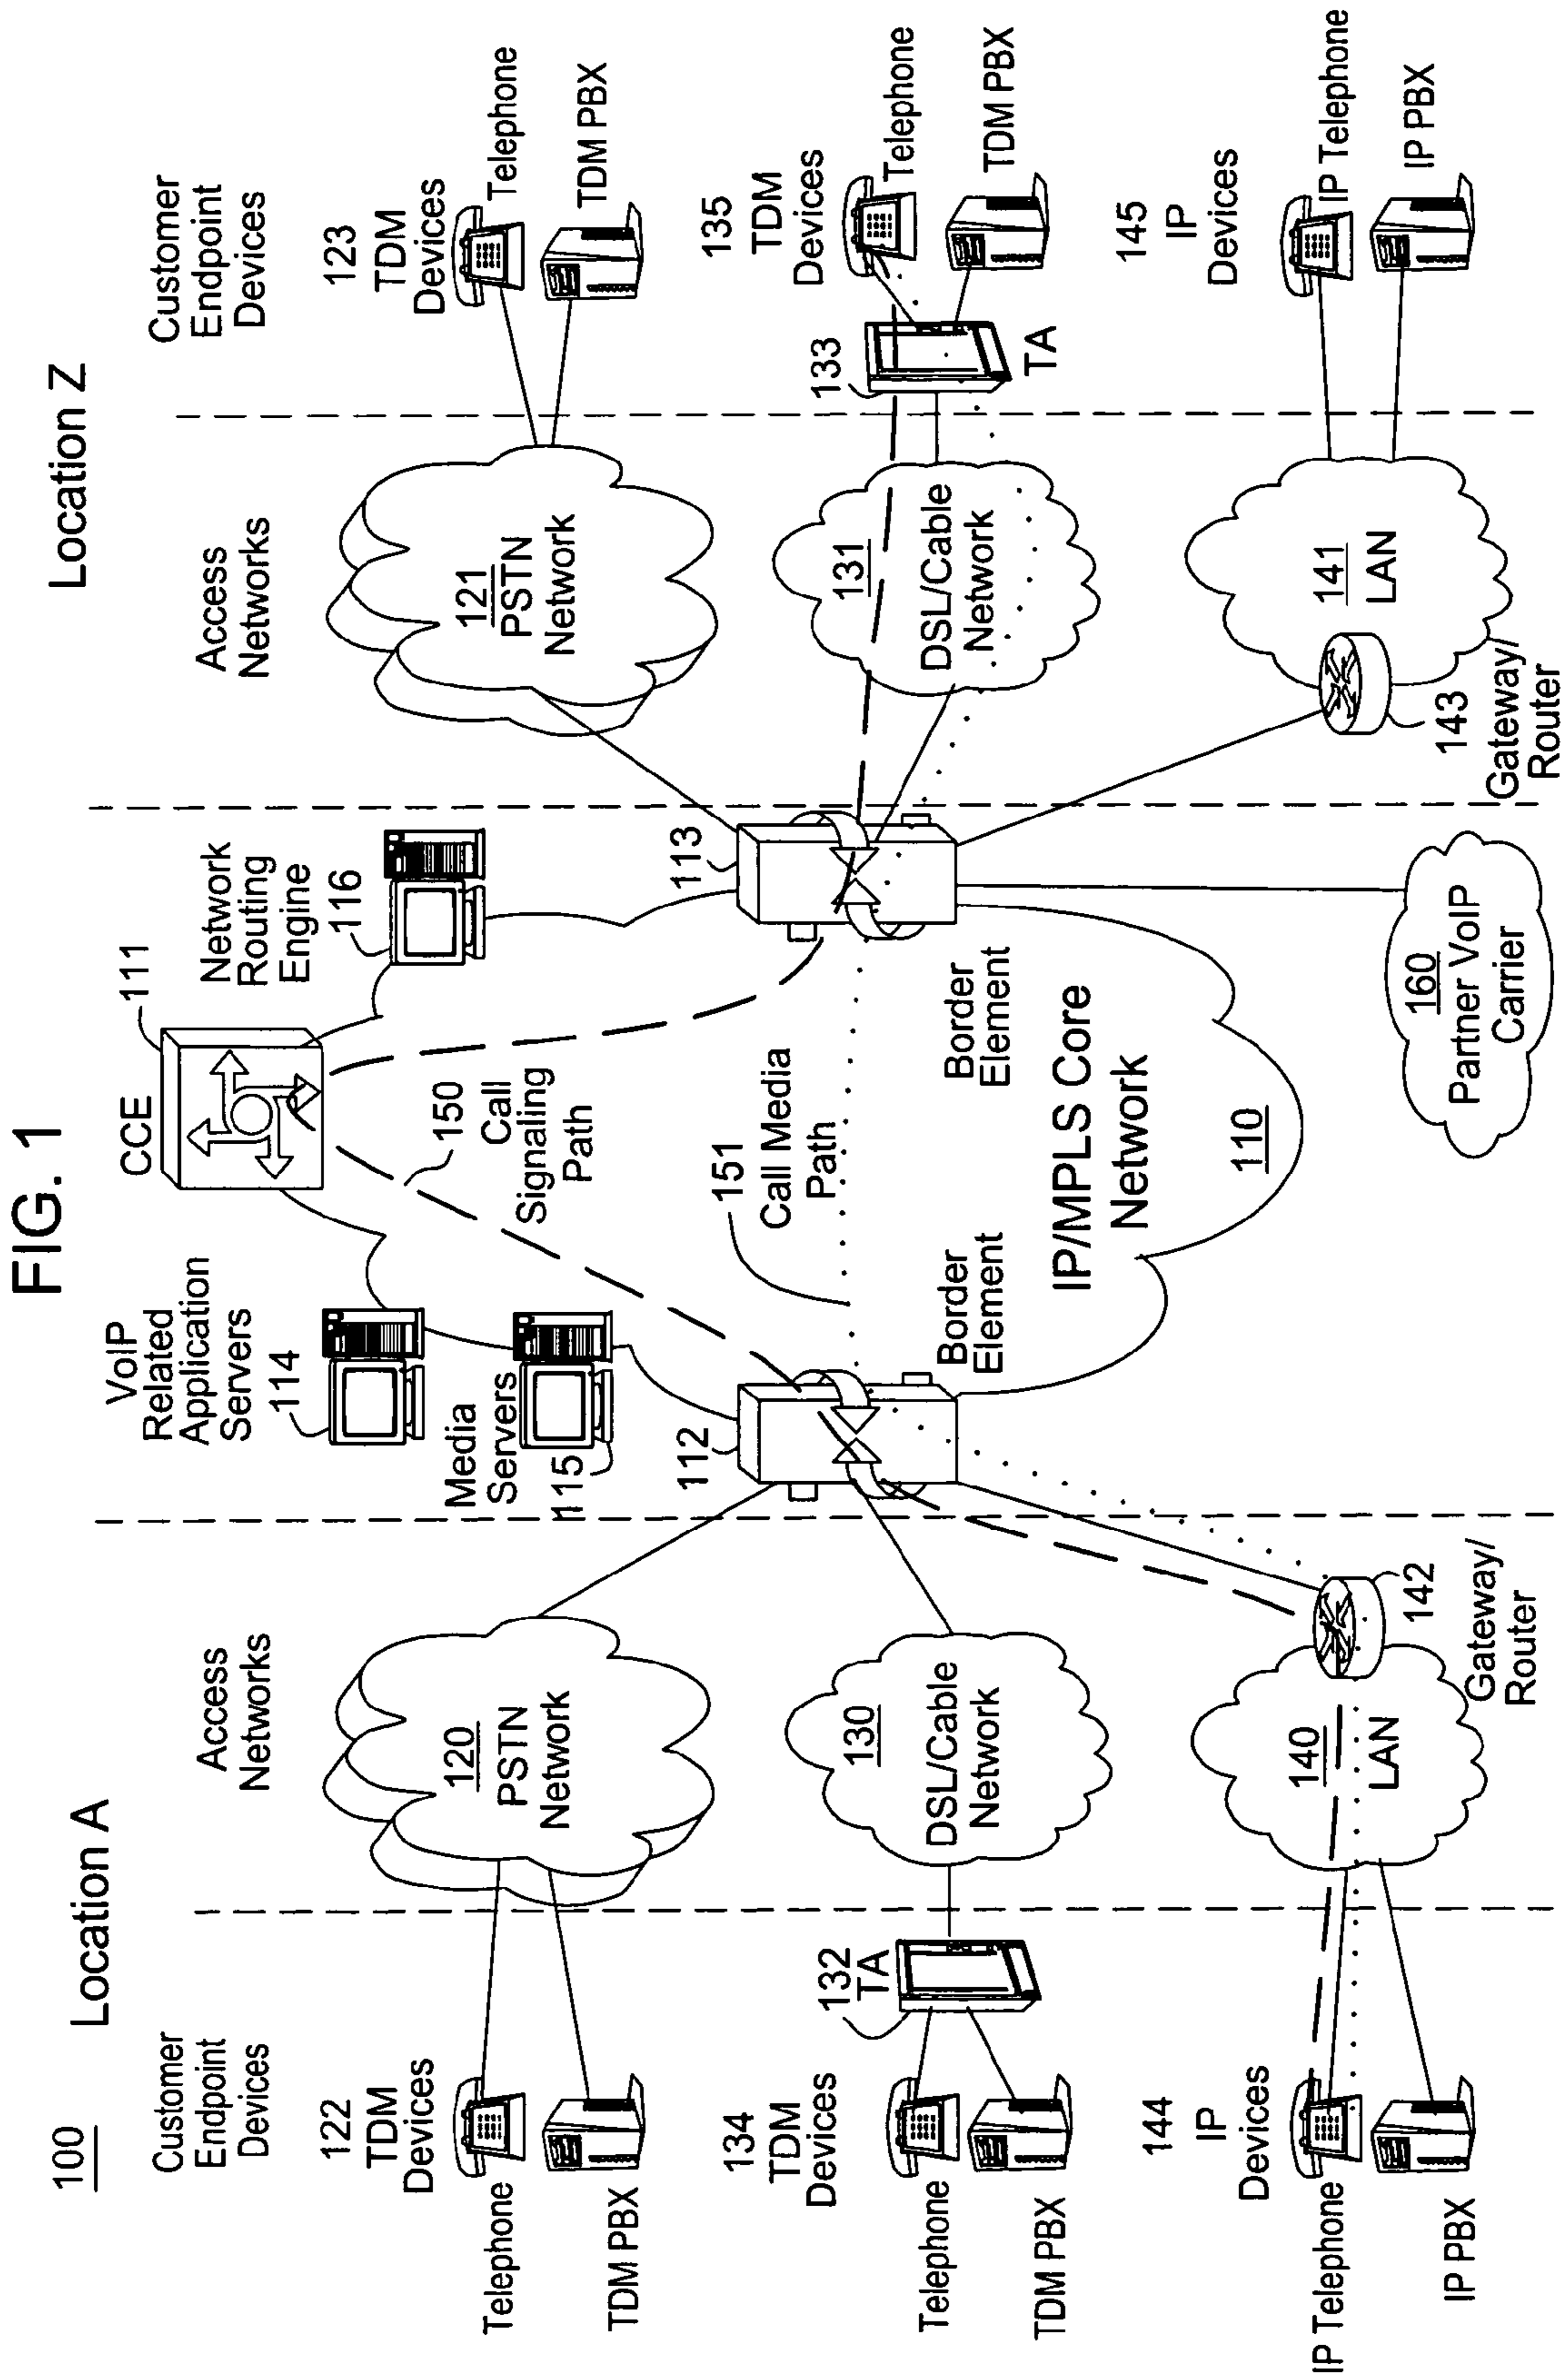 FIG. 1
100
Location A
Location Z
Customer
Endpoint
Devices
Access
Networks
VoIP
Related
Application
Servers
114
CCE
111
Network
Routing
Engine
116
Access
Networks
Customer
Endpoint
Devices
122
TDM
Devices
Telephone
TDM PBX
120
PSTN
Network
Media
Servers
115
150
Call
Signaling
Path
121
PSTN
Network
123
TDM
Devices
Telephone
TDM PBX
134
TDM
Devices
Telephone
TDM PBX
132
TA
130
DSL/Cable
Network
112
Border
Element
151
Call Media
Path
113
Border
Element
131
DSL/Cable
Network
133
TA
135
TDM
Devices
Telephone
TDM PBX
144
IP
Devices
IP Telephone
IP PBX
140
LAN
142
Gateway/
Router
IP/MPLS Core
Network
110
160
Partner VoIP
Carrier
141
LAN
143
Gateway/
Router
145
IP
Devices
IP Telephone
IP PBX